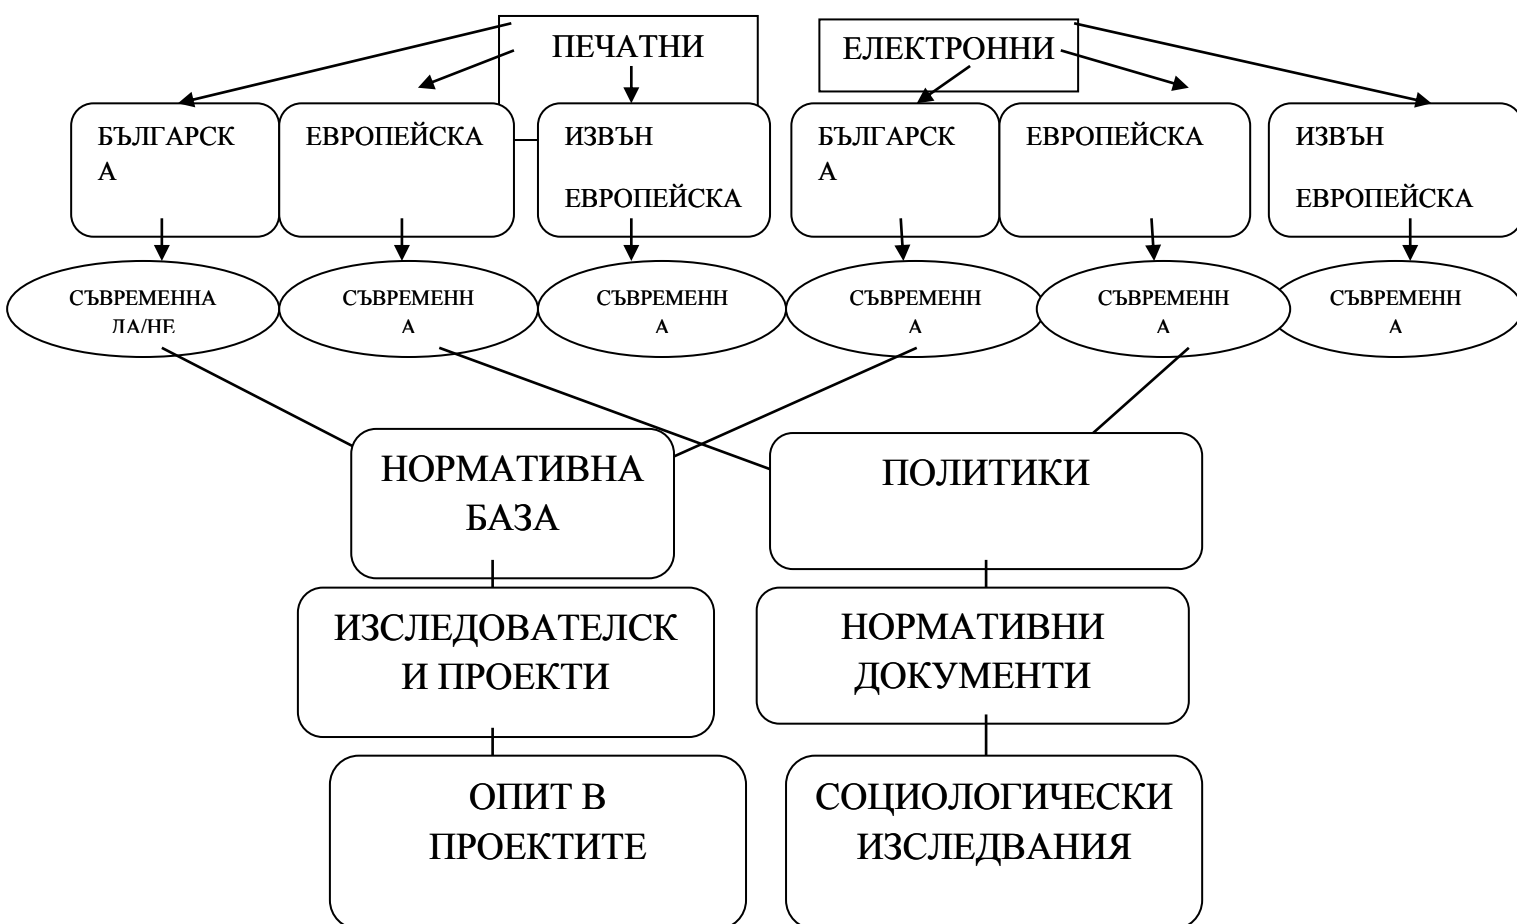 ПЕЧАТНИ
ЕЛЕКТРОННИ
БЪЛГАРСК
А
ЕВРОПЕЙСКА
ИЗВЪН
ЕВРОПЕЙСКА
БЪЛГАРСК
А
ЕВРОПЕЙСКА
ИЗВЪН
ЕВРОПЕЙСКА
СЪВРЕМЕННА
ДА/НЕ
СЪВРЕМЕНН
А
СЪВРЕМЕНН
А
СЪВРЕМЕНН
А
СЪВРЕМЕНН
А
СЪВРЕМЕНН
А
НОРМАТИВНА
БАЗА
ПОЛИТИКИ
ИЗСЛЕДОВАТЕЛСК
И ПРОЕКТИ
НОРМАТИВНИ
ДОКУМЕНТИ
ОПИТ В
ПРОЕКТИТЕ
СОЦИОЛОГИЧЕСКИ
ИЗСЛЕДВАНИЯ